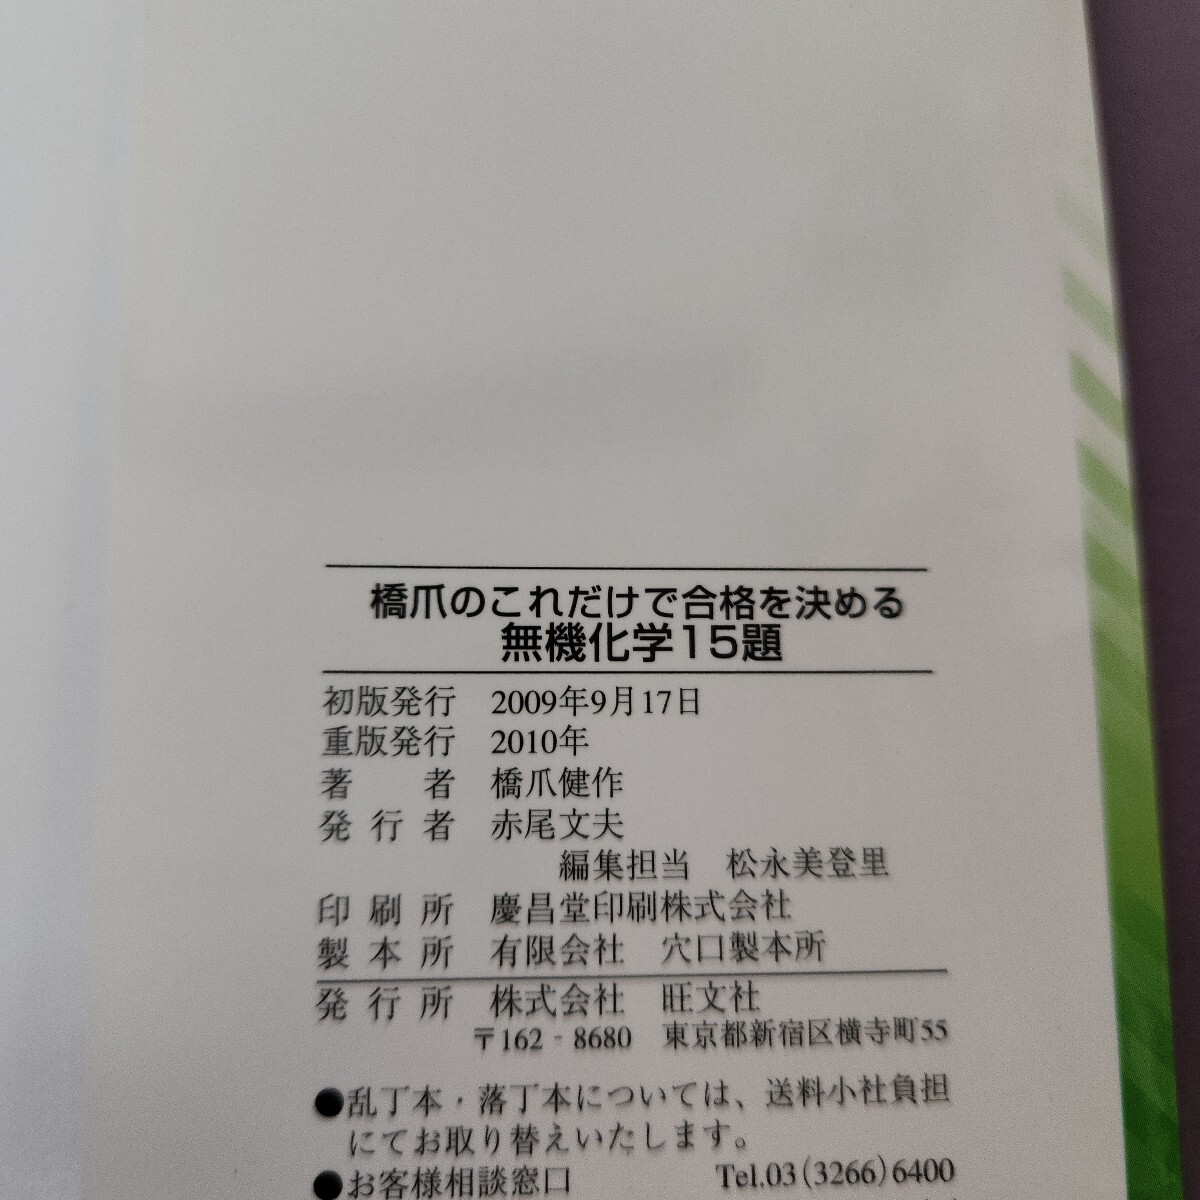 橋爪のこれだけで合格を決める
無機化学15題
初版発行 2009年9月17日
重版発行 2010年
著者 橋爪健作
発行者 赤尾文夫
編集担当 松永美登里
印刷所 慶昌堂印刷株式会社
製本所 有限会社 穴口製本所
発行所 株式会社 旺文社
〒162-8680 東京都新宿区横寺町55
●乱丁本・落丁本については、送料小社負担
にてお取り替えいたします。
●お客様相談窓口 Tel.03(3266)6400